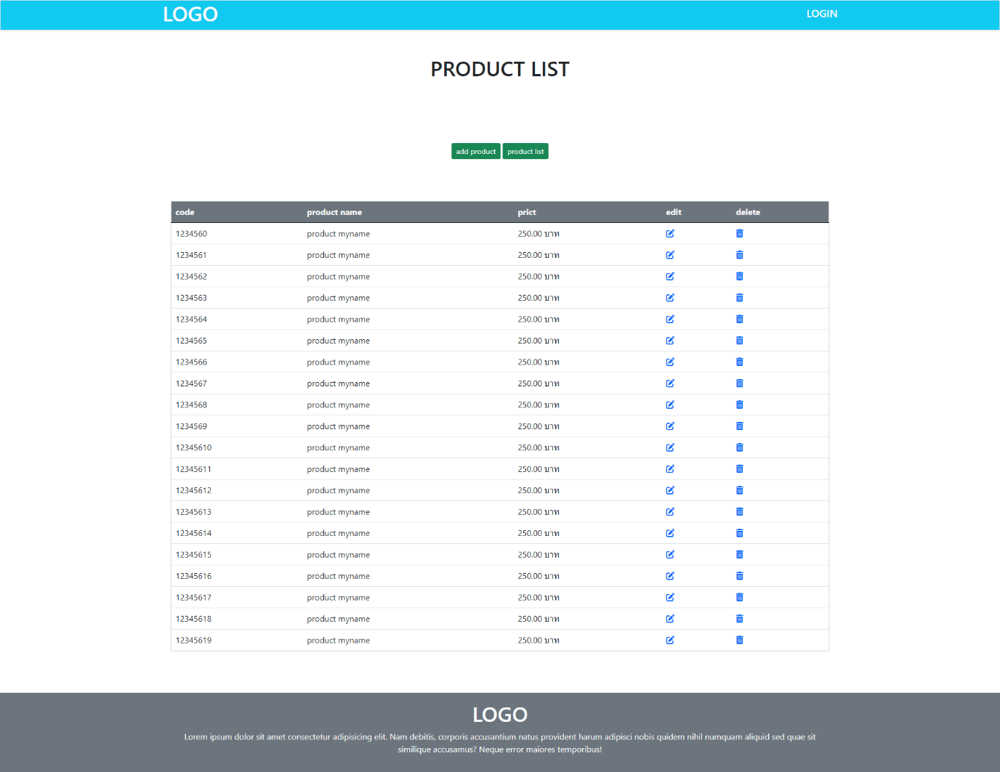 LOGO LOGIN
PRODUCT LIST
add product product list
code product name prict edit delete
1234560 product myname 250.00 บาท
1234561 product myname 250.00 บาท
1234562 product myname 250.00 บาท
1234563 product myname 250.00 บาท
1234564 product myname 250.00 บาท
1234565 product myname 250.00 บาท
1234566 product myname 250.00 บาท
1234567 product myname 250.00 บาท
1234568 product myname 250.00 บาท
1234569 product myname 250.00 บาท
12345610 product myname 250.00 บาท
12345611 product myname 250.00 บาท
12345612 product myname 250.00 บาท
12345613 product myname 250.00 บาท
12345614 product myname 250.00 บาท
12345615 product myname 250.00 บาท
12345616 product myname 250.00 บาท
12345617 product myname 250.00 บาท
12345618 product myname 250.00 บาท
12345619 product myname 250.00 บาท
LOGO
Lorem ipsum dolor sit amet consectetur adipisicing elit. Nam debitis, corporis accusantium natus provident harum adipisci nobis quidem nihil numquam aliquid sed quae sit
similique accusamus? Neque error maiores temporibus!